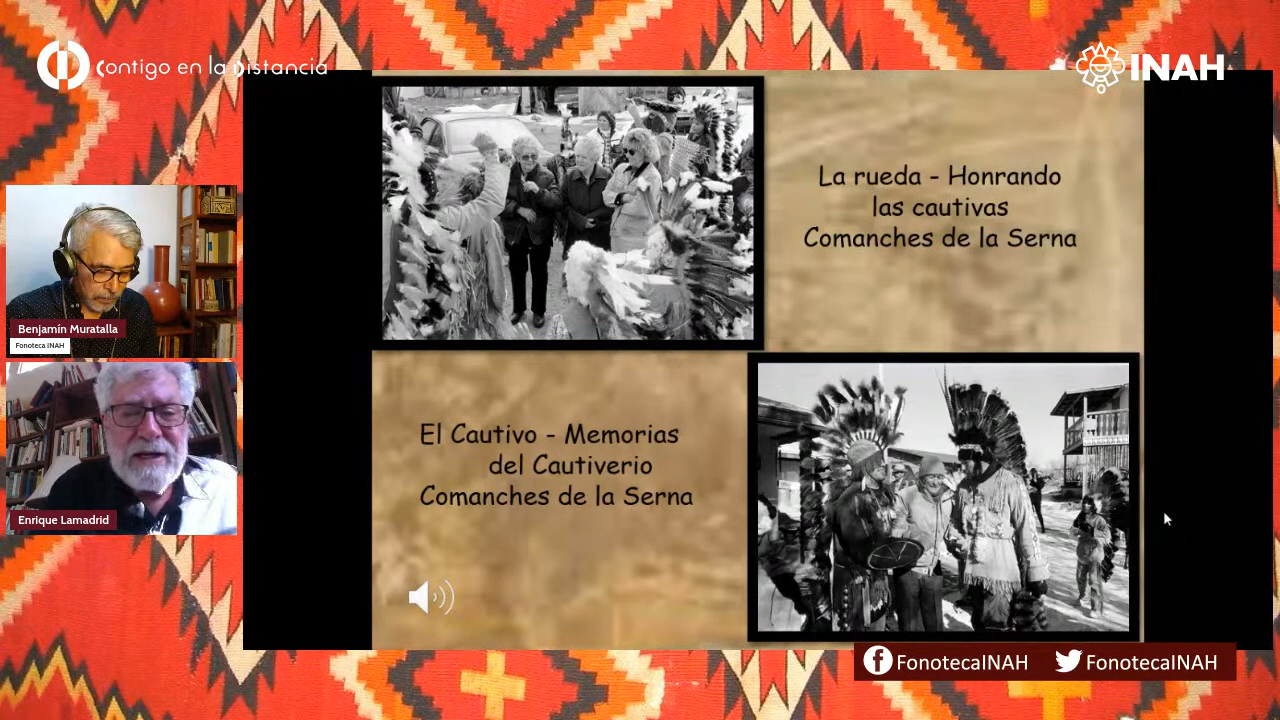 Contigo en la Distancia
INAH
La rueda - Honrando
las cautivas
Comanches de la Serna
Benjamín Muratalla
Fonoteca INAH
El Cautivo - Memorias
del Cautiverio
Comanches de la Serna
Enrique Lamadrid
FonotecaINAH
FonotecaINAH